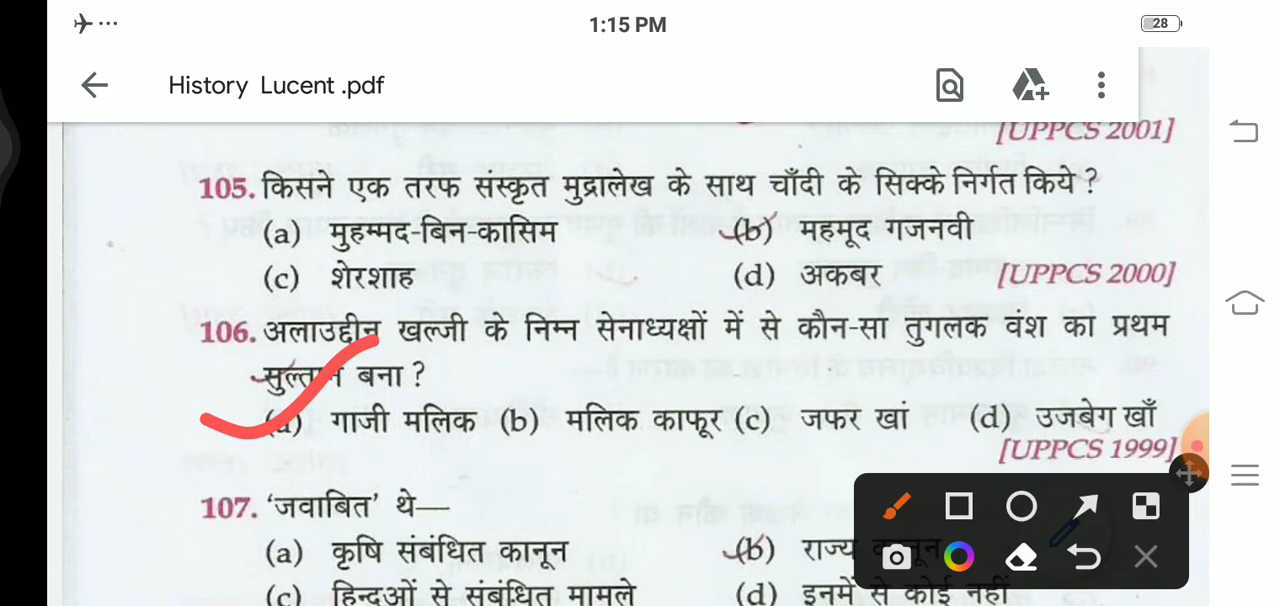 1:15 PM
28
History Lucent .pdf
[UPPCS 2001]
105. किसने एक तरफ संस्कृत मुद्रालेख के साथ चाँदी के सिक्के निर्गत किये ?
(a) मुहम्मद-बिन-कासिम (b) महमूद गजनवी
(c) शेरशाह (d) अकबर [UPPCS 2000]
106. अलाउद्दीन खल्जी के निम्न सेनाध्यक्षों में से कौन-सा तुगलक वंश का प्रथम
सुल्तान बना ?
(a) गाजी मलिक (b) मलिक काफूर (c) जफर खां (d) उजबेग खाँ
[UPPCS 1999]
107. ‘जवाबित’ थे—
(a) कृषि संबंधित कानून (b) राज्य कानून
(c) हिन्दुओं से संबंधित मामले (d) इनमें से कोई नहीं